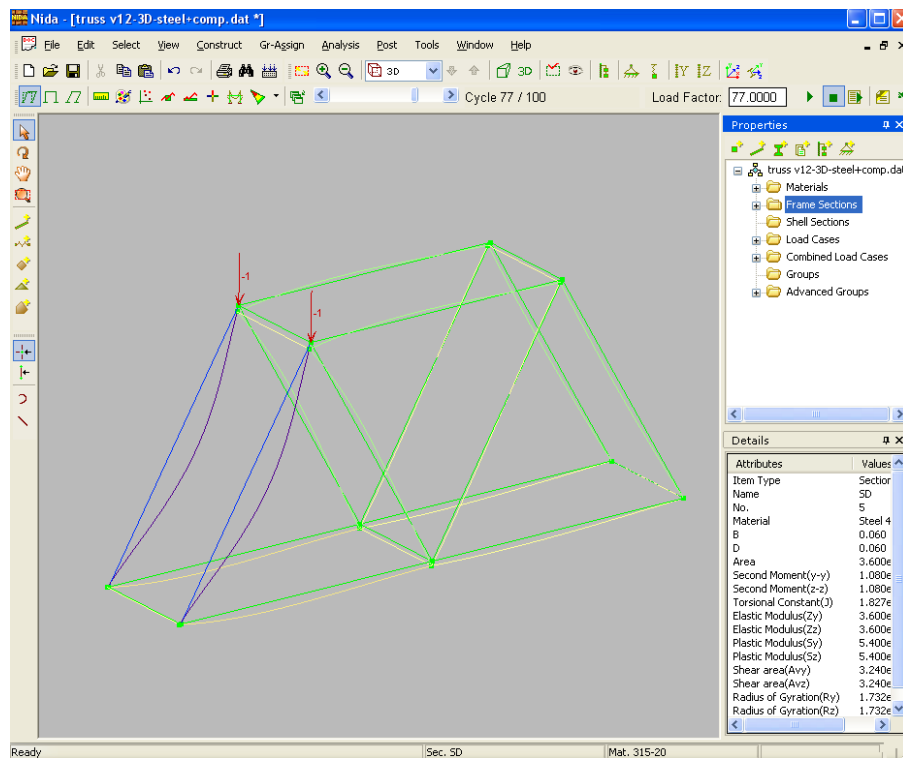 Nida - [truss v12-3D-steel+comp.dat *]
File Edit Select View Construct Gr-Assign Analysis Post Tools Window Help
3D 3D
Cycle 77 / 100 Load Factor: 77.0000
Properties
truss v12-3D-steel+comp.dat
Materials
Frame Sections
Shell Sections
Load Cases
Combined Load Cases
Groups
Advanced Groups
-1
-1
Details
Attributes Values
Item Type Section
Name SD
No. 5
Material Steel 4
B 0.060
D 0.060
Area 3.600e
Second Moment(y-y) 1.080e
Second Moment(z-z) 1.080e
Torsional Constant(J) 1.827e
Elastic Modulus(Zy) 3.600e
Elastic Modulus(Zz) 3.600e
Plastic Modulus(Sy) 5.400e
Plastic Modulus(Sz) 5.400e
Shear area(Avy) 3.240e
Shear area(Avz) 3.240e
Radius of Gyration(Ry) 1.732e
Radius of Gyration(Rz) 1.732e
Ready Sec. SD Mat. 315-20